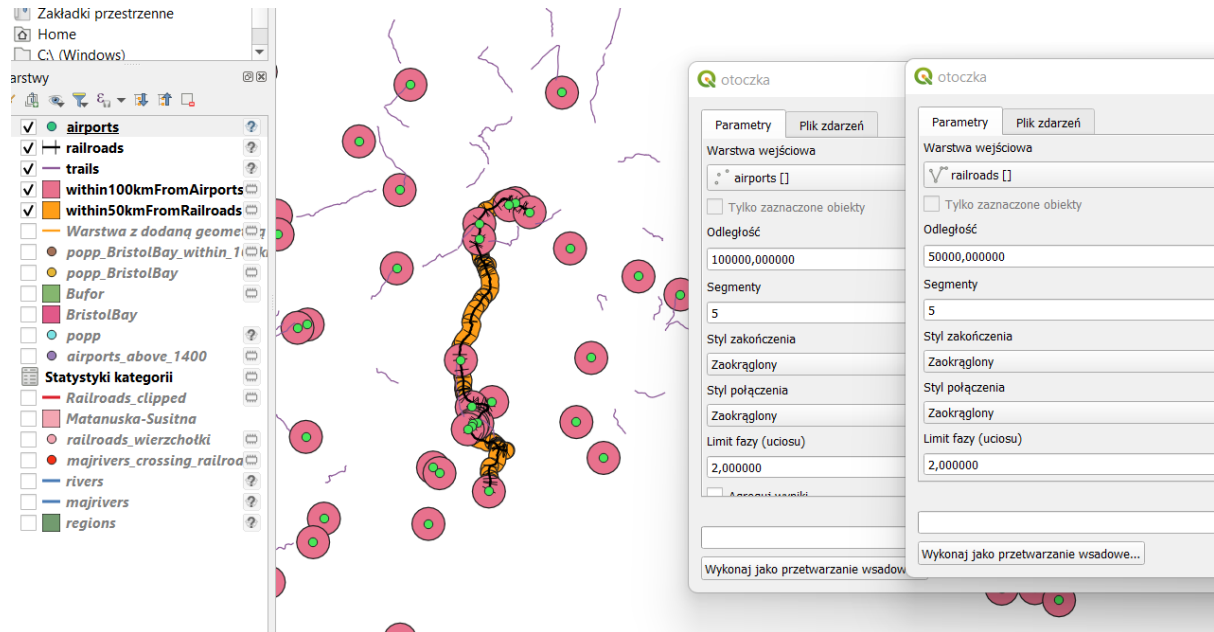 Zakładki przestrzenne
Home
C:\ (Windows)
arstwy
airports
railroads
trails
within100kmFromAirports
within50kmFromRailroads
Warstwa z dodaną geome
popp_BristolBay_within_1
popp_BristolBay
Bufor
BristolBay
popp
airports_above_1400
Statystyki kategorii
Railroads_clipped
Matanuska-Susitna
railroads_wierzchołki
majrivers_crossing_railroa
rivers
majrivers
regions
otoczka
Parametry Plik zdarzeń
Warstwa wejściowa
airports []
Tylko zaznaczone obiekty
Odległość
100000,000000
Segmenty
5
Styl zakończenia
Zaokrąglony
Styl połączenia
Zaokrąglony
Limit fazy (uciosu)
2,000000
Agreguj wyniki
Wykonaj jako przetwarzanie wsadow
otoczka
Parametry Plik zdarzeń
Warstwa wejściowa
railroads []
Tylko zaznaczone obiekty
Odległość
50000,000000
Segmenty
5
Styl zakończenia
Zaokrąglony
Styl połączenia
Zaokrąglony
Limit fazy (uciosu)
2,000000
Wykonaj jako przetwarzanie wsadowe...